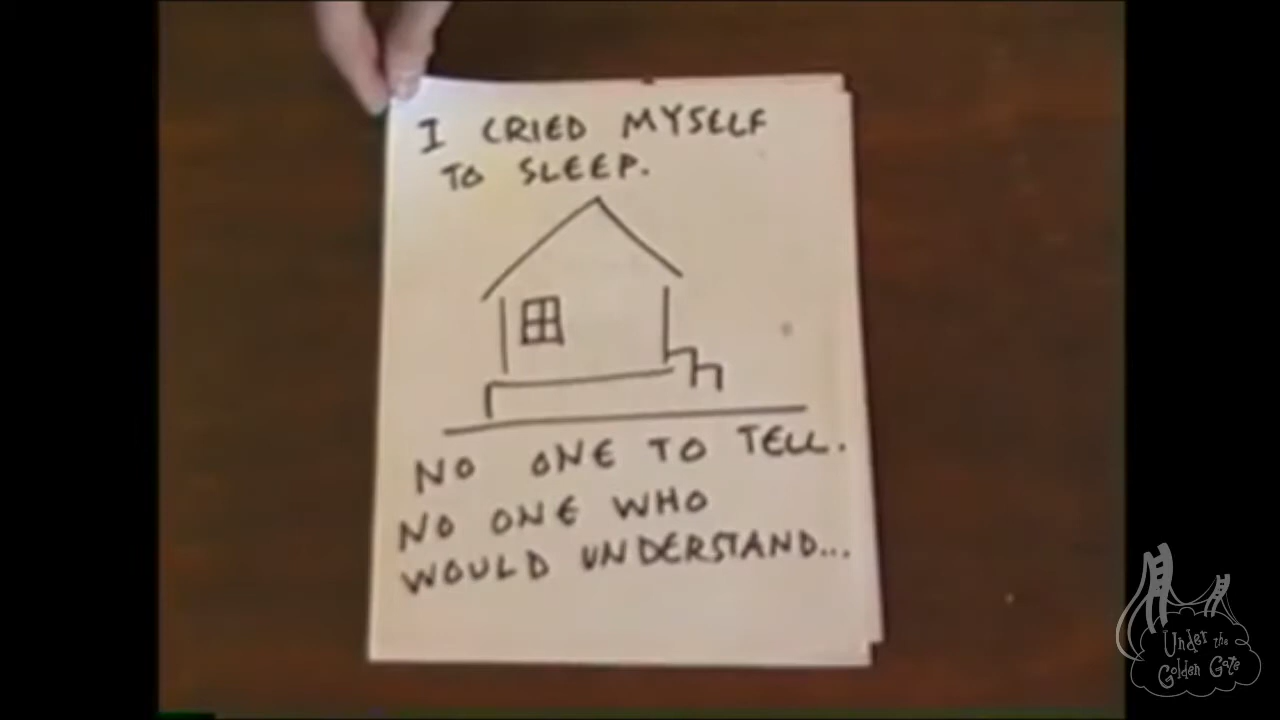 I CRIED MYSELF
TO SLEEP.
NO ONE TO TELL.
NO ONE WHO
WOULD UNDERSTAND...
Under the
Golden Gate